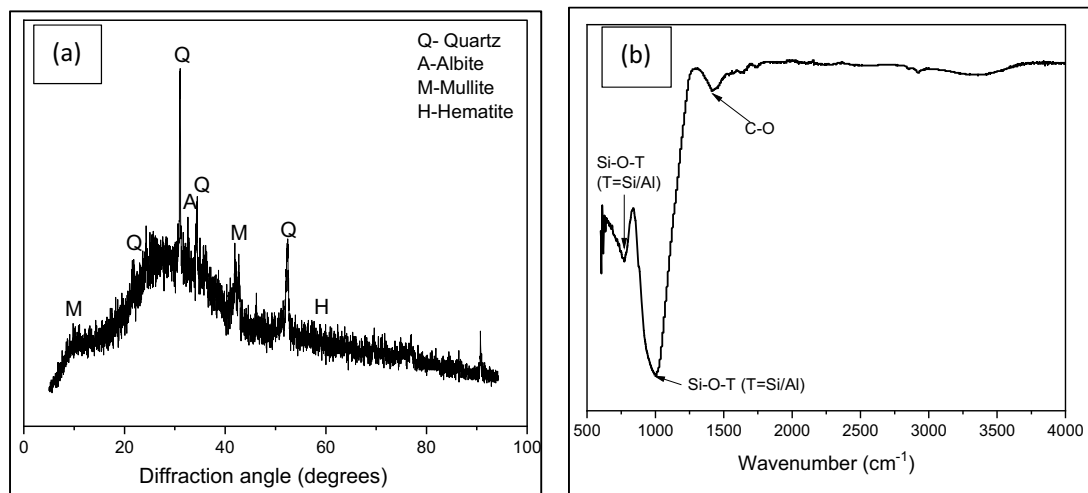 (a)
Q- Quartz
A-Albite
M-Mullite
H-Hematite
Q
A
Q
Q
M
Q
M
H
0
20
40
60
80
100
Diffraction angle (degrees)
(b)
C-O
Si-O-T
(T=Si/Al)
Si-O-T (T=Si/Al)
500
1000
1500
2000
2500
3000
3500
4000
Wavenumber (cm⁻¹)